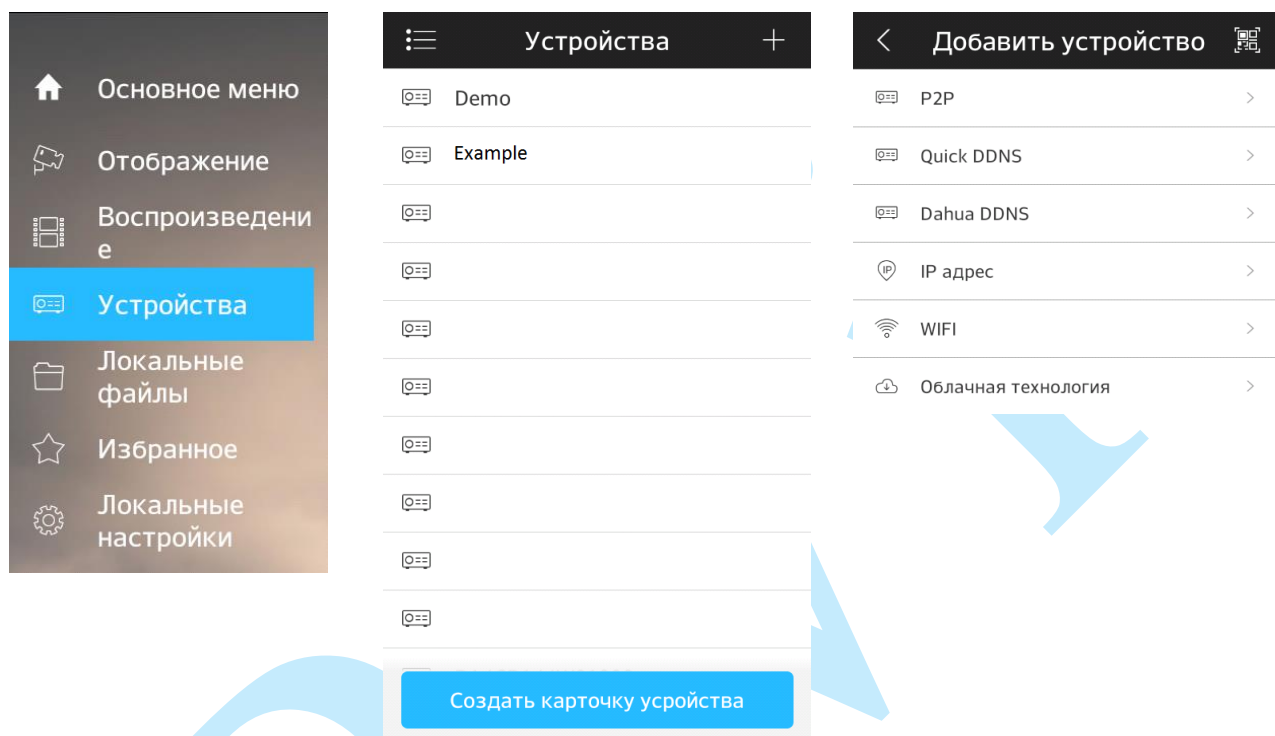 Основное меню
Отображение
Воспроизведени
е
Устройства
Локальные
файлы
Избранное
Локальные
настройки
Устройства
Demo
Example
Создать карточку усройства
Добавить устройство
P2P
Quick DDNS
Dahua DDNS
IP
IP адрес
WIFI
Облачная технология